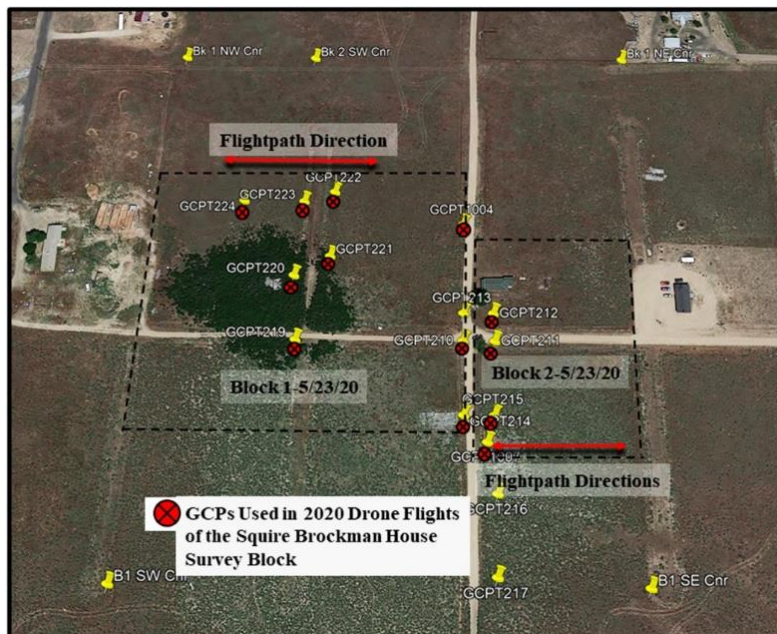 Bk 1 NW Cnr
Bk 2 SW Cnr
Bk 1 NE Cnr
Flightpath Direction
GCPT222
GCPT223
GCPT224
GCPT1004
GCPT221
GCPT220
GCPT213
GCPT212
GCPT219
GCPT210
GCPT211
Block 1-5/23/20
Block 2-5/23/20
GCPT215
GCPT214
Flightpath Directions
GCPT216
GCPs Used in 2020 Drone Flights
of the Squire Brockman House
Survey Block
B1 SW Cnr
GCPT217
B1 SE Cnr